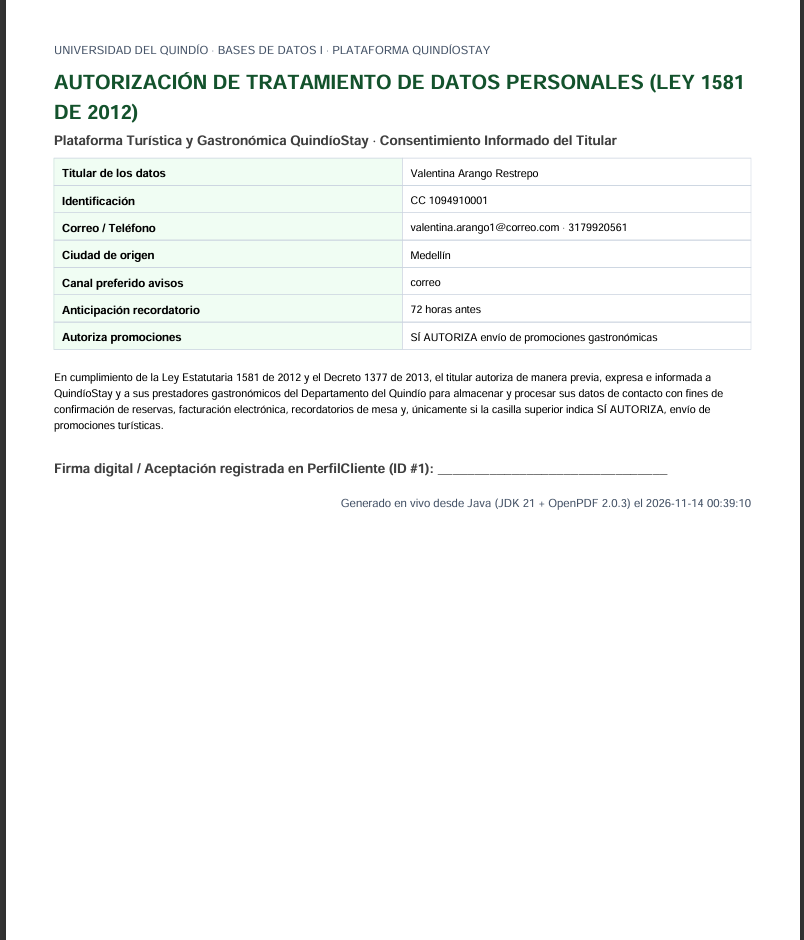 UNIVERSIDAD DEL QUINDÍO · BASES DE DATOS I · PLATAFORMA QUINDÍOSTAY
AUTORIZACIÓN DE TRATAMIENTO DE DATOS PERSONALES (LEY 1581
DE 2012)
Plataforma Turística y Gastronómica QuindíoStay · Consentimiento Informado del Titular
Titular de los datos Valentina Arango Restrepo
Identificación CC 1094910001
Correo / Teléfono valentina.arango1@correo.com · 3179920561
Ciudad de origen Medellín
Canal preferido avisos correo
Anticipación recordatorio 72 horas antes
Autoriza promociones SÍ AUTORIZA envío de promociones gastronómicas
En cumplimiento de la Ley Estatutaria 1581 de 2012 y el Decreto 1377 de 2013, el titular autoriza de manera previa, expresa e informada a
QuindíoStay y a sus prestadores gastronómicos del Departamento del Quindío para almacenar y procesar sus datos de contacto con fines de
confirmación de reservas, facturación electrónica, recordatorios de mesa y, únicamente si la casilla superior indica SÍ AUTORIZA, envío de
promociones turísticas.
Firma digital / Aceptación registrada en PerfilCliente (ID #1): _______________________________
Generado en vivo desde Java (JDK 21 + OpenPDF 2.0.3) el 2026-11-14 00:39:10